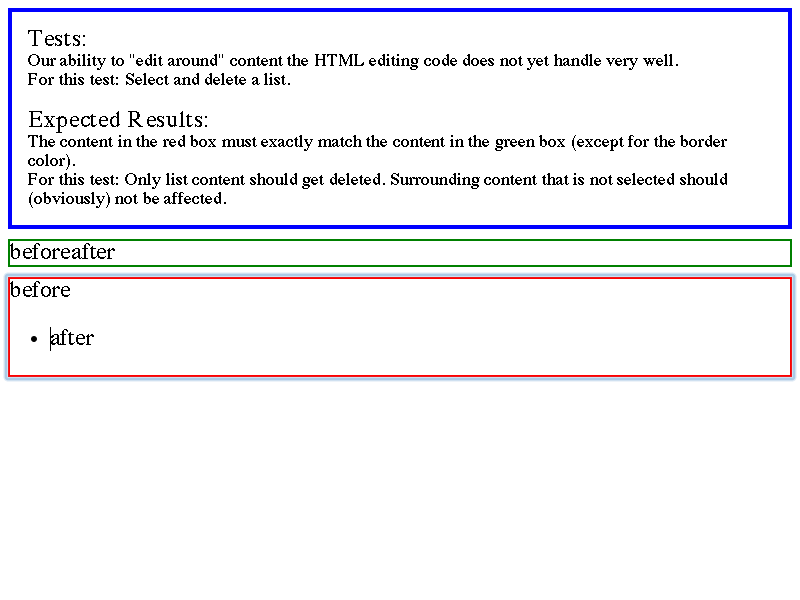 Tests:
Our ability to "edit around" content the HTML editing code does not yet handle very well.
For this test: Select and delete a list.
Expected Results:
The content in the red box must exactly match the content in the green box (except for the border
color).
For this test: Only list content should get deleted. Surrounding content that is not selected should
(obviously) not be affected.
beforeafter
before
• after